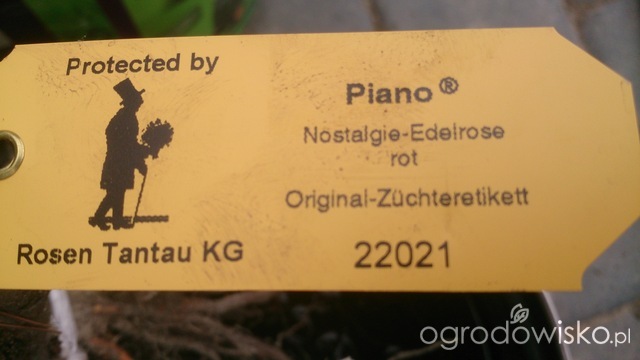 Protected by
Rosen Tantau KG
Piano®
Nostalgie-Edelrose
rot
Original-Züchteretikett
22021
ogrodowisko.pl